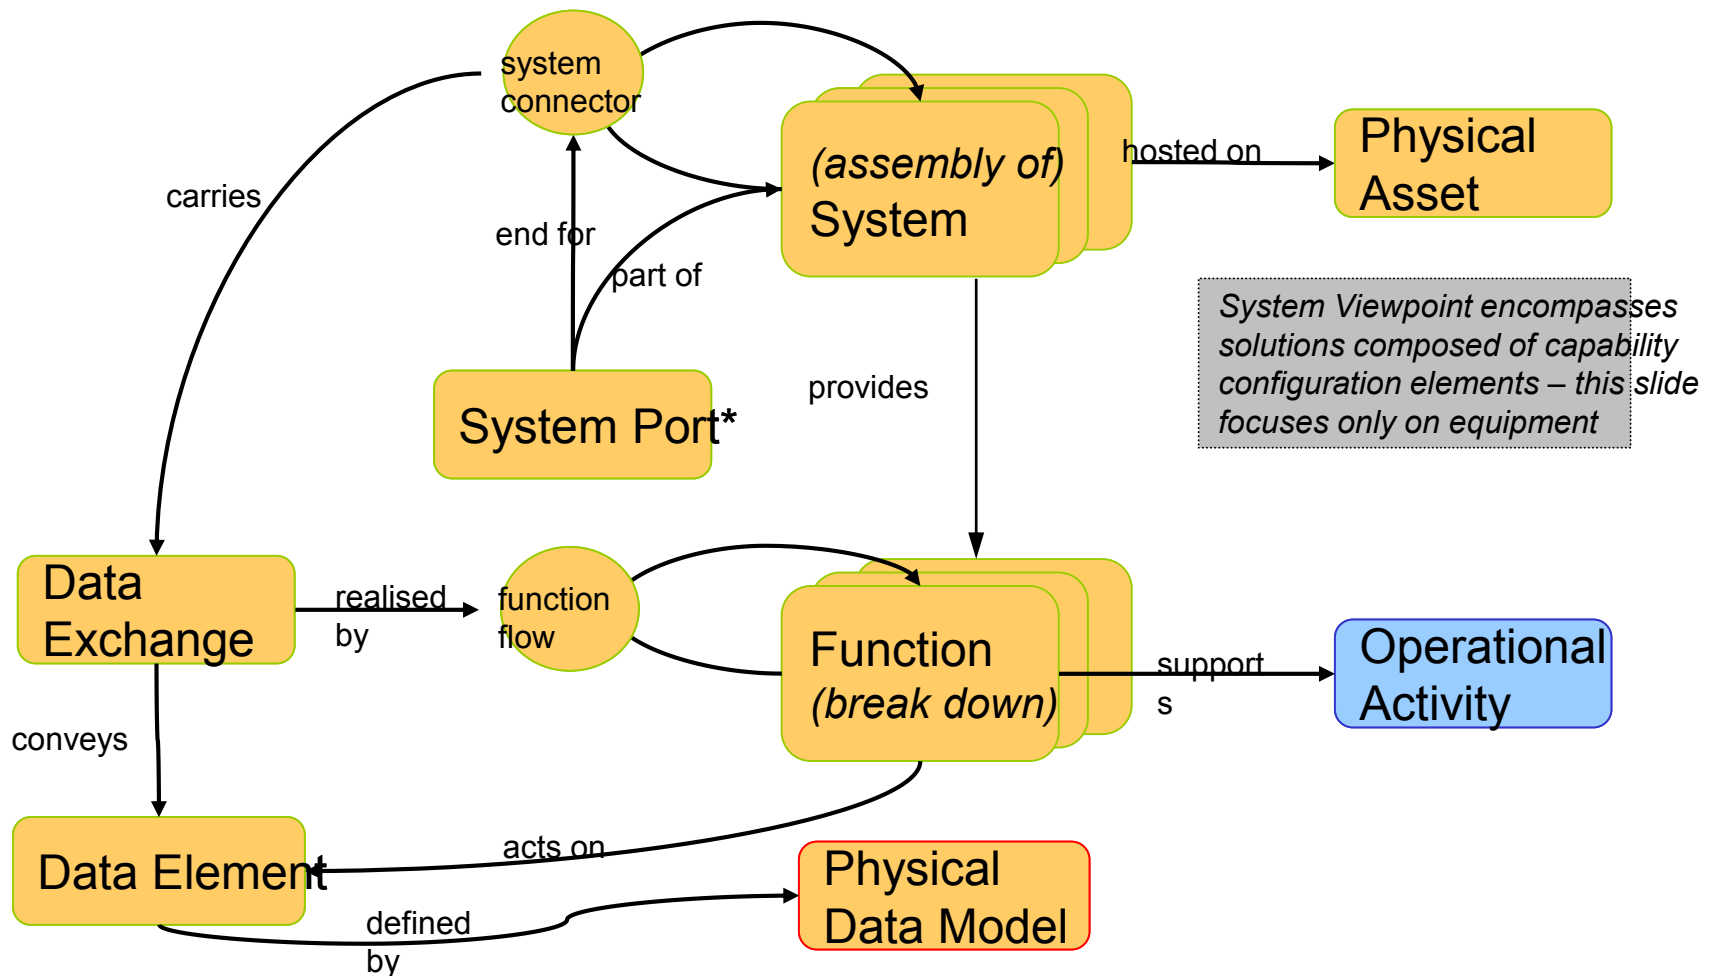 system
connector
(assembly of)
System
hosted on
Physical
Asset
carries
end for
part of
System Viewpoint encompasses
solutions composed of capability
configuration elements – this slide
focuses only on equipment
provides
System Port*
Data
Exchange
realised
by
function
flow
Function
(break down)
support
s
Operational
Activity
conveys
Data Element
acts on
Physical
Data Model
defined
by